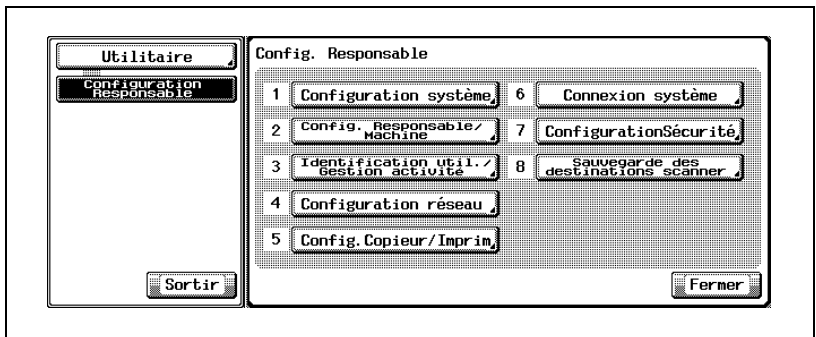 Utilitaire
Configuration
Responsable
Sortir
Config. Responsable
1 Configuration système
2 Config. Responsable/
Machine
3 Identification util./
Gestion activité
4 Configuration réseau
5 Config.Copieur/Imprim
6 Connexion système
7 ConfigurationSécurité
8 Sauvegarde des
destinations scanner
Fermer